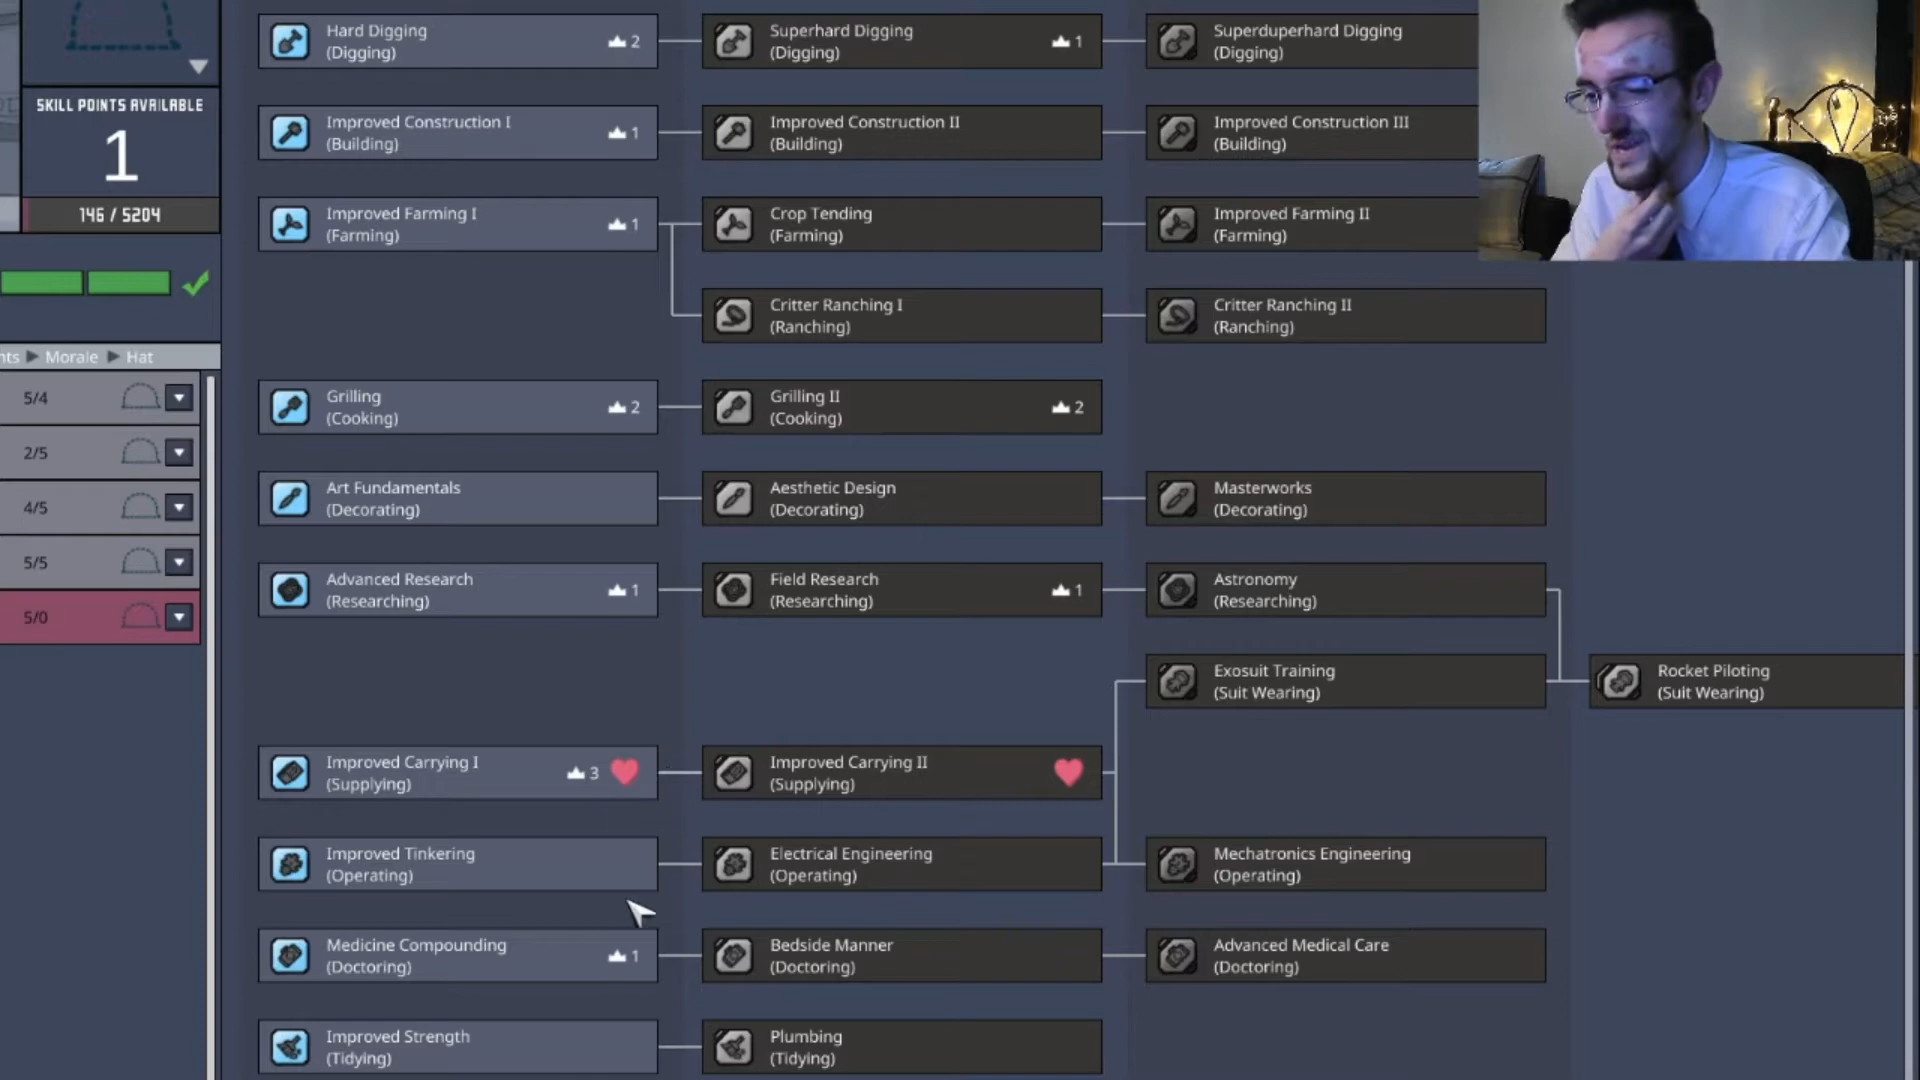 Hard Digging
(Digging)
2
Superhard Digging
(Digging)
1
Superduperhard Digging
(Digging)
SKILL POINTS AVAILABLE
1
146 / 5204
Improved Construction I
(Building)
1
Improved Construction II
(Building)
Improved Construction III
(Building)
Improved Farming I
(Farming)
1
Crop Tending
(Farming)
Improved Farming II
(Farming)
Critter Ranching I
(Ranching)
Critter Ranching II
(Ranching)
Morale
Hat
5/4
2/5
4/5
5/5
5/0
Grilling
(Cooking)
2
Grilling II
(Cooking)
2
Art Fundamentals
(Decorating)
Aesthetic Design
(Decorating)
Masterworks
(Decorating)
Advanced Research
(Researching)
1
Field Research
(Researching)
1
Astronomy
(Researching)
Exosuit Training
(Suit Wearing)
Rocket Piloting
(Suit Wearing)
Improved Carrying I
(Supplying)
3
Improved Carrying II
(Supplying)
Improved Tinkering
(Operating)
Electrical Engineering
(Operating)
Mechatronics Engineering
(Operating)
Medicine Compounding
(Doctoring)
1
Bedside Manner
(Doctoring)
Advanced Medical Care
(Doctoring)
Improved Strength
(Tidying)
Plumbing
(Tidying)